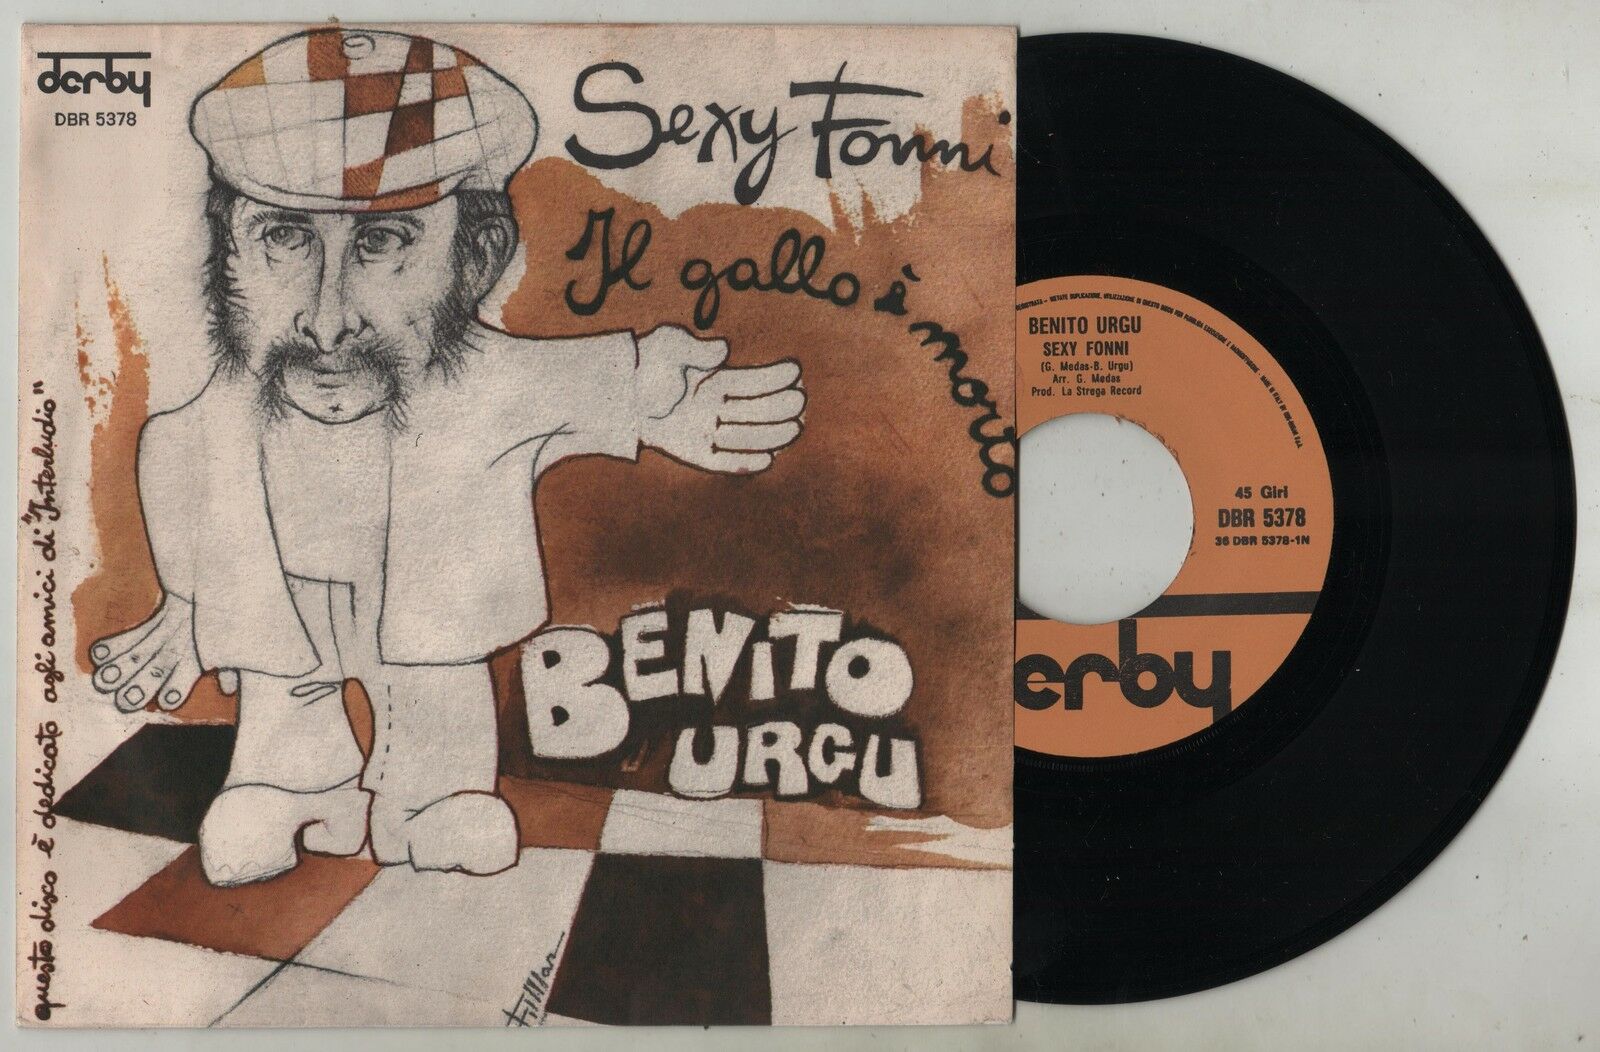 derby
DBR 5378
Sexy Fonni
Il gallo è morto
BENITO
URGU
questo disco è dedicato agli amici di "Interludio"
BENITO URGU
SEXY FONNI
(G. Medas-B. Urgu)
Arr. G. Medas
Prod. La Strega Record
45 Giri
DBR 5378
36 DBR 5378-1N
erby